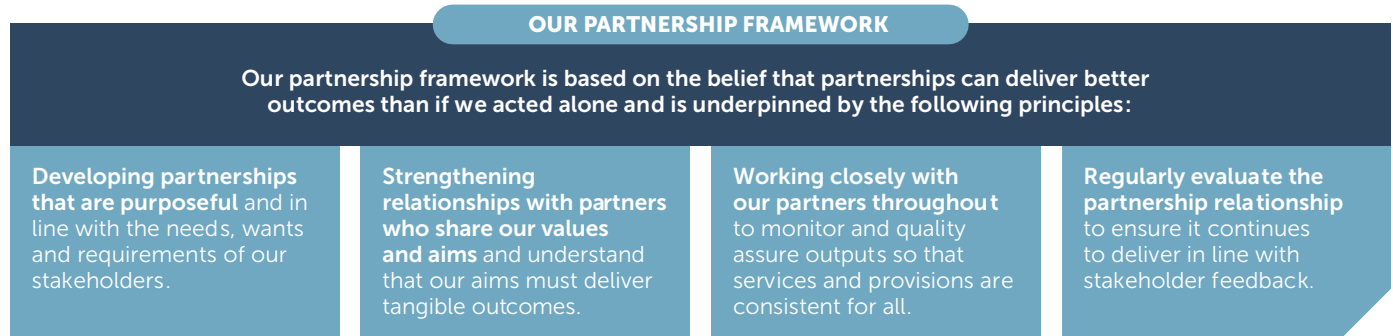 OUR PARTNERSHIP FRAMEWORK
Our partnership framework is based on the belief that partnerships can deliver better
outcomes than if we acted alone and is underpinned by the following principles:
Developing partnerships
that are purposeful and in
line with the needs, wants
and requirements of our
stakeholders.
Strengthening
relationships with partners
who share our values
and aims and understand
that our aims must deliver
tangible outcomes.
Working closely with
our partners throughout
to monitor and quality
assure outputs so that
services and provisions are
consistent for all.
Regularly evaluate the
partnership relationship
to ensure it continues
to deliver in line with
stakeholder feedback.